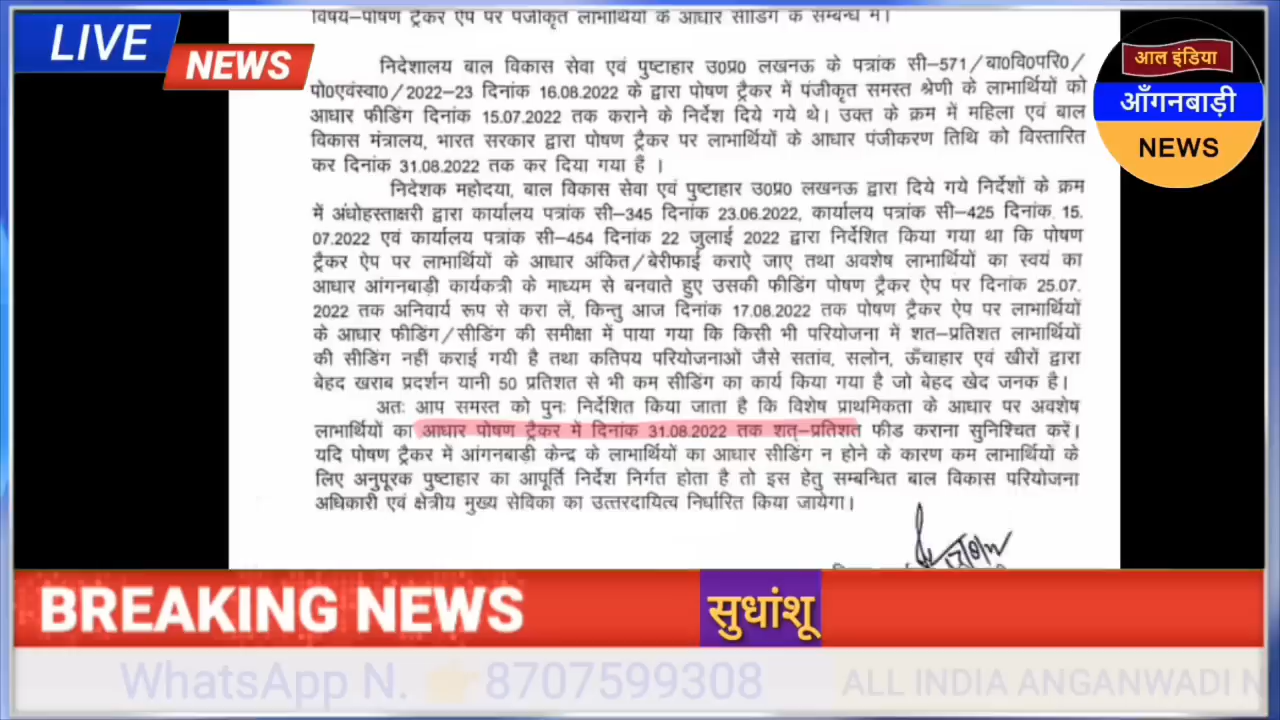 विषय–पोषण ट्रैकर ऐप पर पंजीकृत लाभार्थियों के आधार सीडिंग के सम्बन्ध में।
LIVE
NEWS
आल इंडिया
आँगनबाड़ी
NEWS
निदेशालय बाल विकास सेवा एवं पुष्टाहार उ0प्र0 लखनऊ के पत्रांक सी–571/बा0वि0परि0/
पो0एवंस्वा0/2022–23 दिनांक 16.08.2022 के द्वारा पोषण ट्रैकर में पंजीकृत समस्त श्रेणी के लाभार्थियों को
आधार फीडिंग दिनांक 15.07.2022 तक कराने के निर्देश दिये गये थे। उक्त के क्रम में महिला एवं बाल
विकास मंत्रालय, भारत सरकार द्वारा पोषण ट्रैकर पर लाभार्थियों के आधार पंजीकरण तिथि को विस्तारित
कर दिनांक 31.08.2022 तक कर दिया गया हैं ।
निदेशक महोदया, बाल विकास सेवा एवं पुष्टाहार उ0प्र0 लखनऊ द्वारा दिये गये निर्देशों के क्रम
में अंधोहस्ताक्षरी द्वारा कार्यालय पत्रांक सी–345 दिनांक 23.06.2022, कार्यालय पत्रांक सी–425 दिनांक 15.
07.2022 एवं कार्यालय पत्रांक सी–454 दिनांक 22 जुलाई 2022 द्वारा निर्देशित किया गया था कि पोषण
ट्रैकर ऐप पर लाभार्थियों के आधार अंकित/बेरीफाई कराऐ जाए तथा अवशेष लाभार्थियों का स्वयं का
आधार आंगनबाड़ी कार्यकत्री के माध्यम से बनवाते हुए उसकी फीडिंग पोषण ट्रैकर ऐप पर दिनांक 25.07.
2022 तक अनिवार्य रूप से करा लें, किन्तु आज दिनांक 17.08.2022 तक पोषण ट्रैकर ऐप पर लाभार्थियों
के आधार फीडिंग/सीडिंग की समीक्षा में पाया गया कि किसी भी परियोजना में शत–प्रतिशत लाभार्थियों
की सीडिंग नहीं कराई गयी है तथा कतिपय परियोजनाओं जैसे सतांव, सलोन, ऊँचाहार एवं खीरों द्वारा
बेहद खराब प्रदर्शन यानी 50 प्रतिशत से भी कम सीडिंग का कार्य किया गया है जो बेहद खेद जनक है।
अतः आप समस्त को पुनः निर्देशित किया जाता है कि विशेष प्राथमिकता के आधार पर अवशेष
लाभार्थियों का आधार पोषण ट्रैकर में दिनांक 31.08.2022 तक शत्–प्रतिशत फीड कराना सुनिश्चित करें।
यदि पोषण ट्रैकर में आंगनबाड़ी केन्द्र के लाभार्थियों का आधार सीडिंग न होने के कारण कम लाभार्थियों के
लिए अनुपूरक पुष्टाहार का आपूर्ति निर्देश निर्गत होता है तो इस हेतु सम्बन्धित बाल विकास परियोजना
अधिकारी एवं क्षेत्रीय मुख्य सेविका का उत्तरदायित्व निर्धारित किया जायेगा।
BREAKING NEWS
सुधांशू
WhatsApp N. 👉 8707599308
ALL INDIA ANGANWADI N